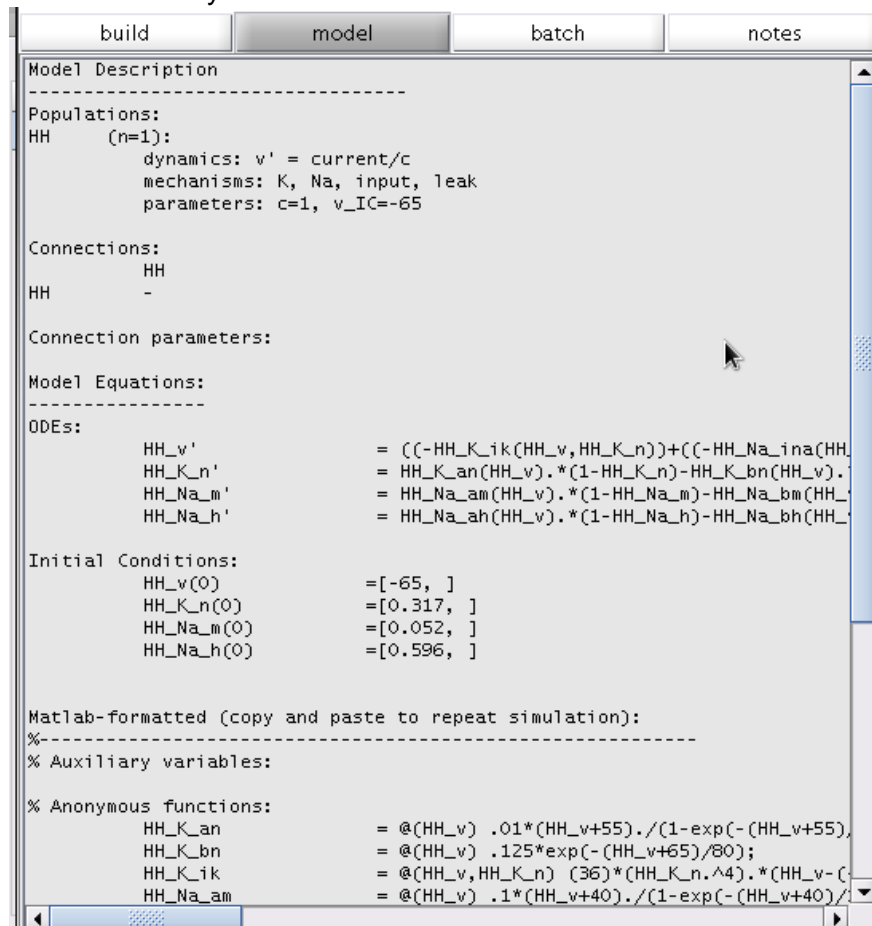 build model batch notes
Model Description
----------------------------------
Populations:
HH (n=1):
dynamics: v' = current/c
mechanisms: K, Na, input, leak
parameters: c=1, v_IC=-65
Connections:
HH
HH -
Connection parameters:
Model Equations:
----------------
ODEs:
HH_v' = ((-HH_K_ik(HH_v,HH_K_n))+((-HH_Na_ina(HH_
HH_K_n' = HH_K_an(HH_v).*(1-HH_K_n)-HH_K_bn(HH_v).
HH_Na_m' = HH_Na_am(HH_v).*(1-HH_Na_m)-HH_Na_bm(HH_
HH_Na_h' = HH_Na_ah(HH_v).*(1-HH_Na_h)-HH_Na_bh(HH_
Initial Conditions:
HH_v(0) =[-65, ]
HH_K_n(0) =[0.317, ]
HH_Na_m(0) =[0.052, ]
HH_Na_h(0) =[0.596, ]
Matlab-formatted (copy and paste to repeat simulation):
%-----------------------------------------------------------
% Auxiliary variables:
% Anonymous functions:
HH_K_an = @(HH_v) .01*(HH_v+55)./(1-exp(-(HH_v+55)
HH_K_bn = @(HH_v) .125*exp(-(HH_v+65)/80);
HH_K_ik = @(HH_v,HH_K_n) (36)*(HH_K_n.^4).*(HH_v-(
HH_Na_am = @(HH_v) .1*(HH_v+40)./(1-exp(-(HH_v+40)/